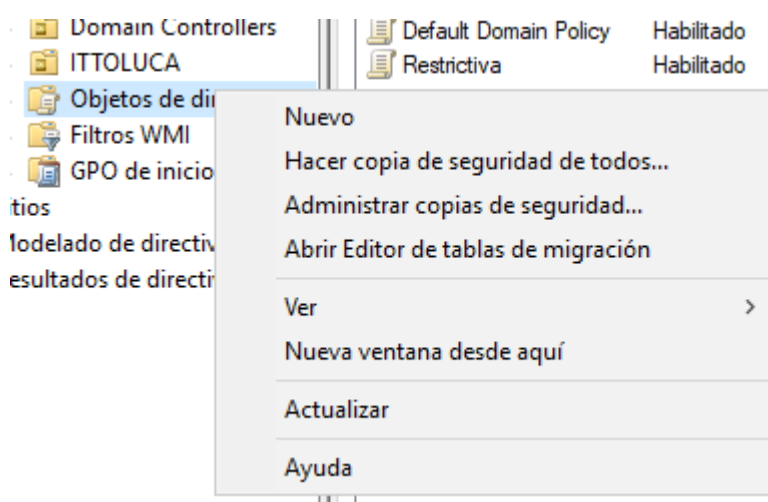 Domain Controllers
ITTOLUCA
Objetos de dir
Filtros WMI
GPO de inicio
tios
Modelado de directiv
esultados de directi
Default Domain Policy Habilitado
Restrictiva Habilitado
Nuevo
Hacer copia de seguridad de todos...
Administrar copias de seguridad...
Abrir Editor de tablas de migración
Ver
Nueva ventana desde aquí
Actualizar
Ayuda